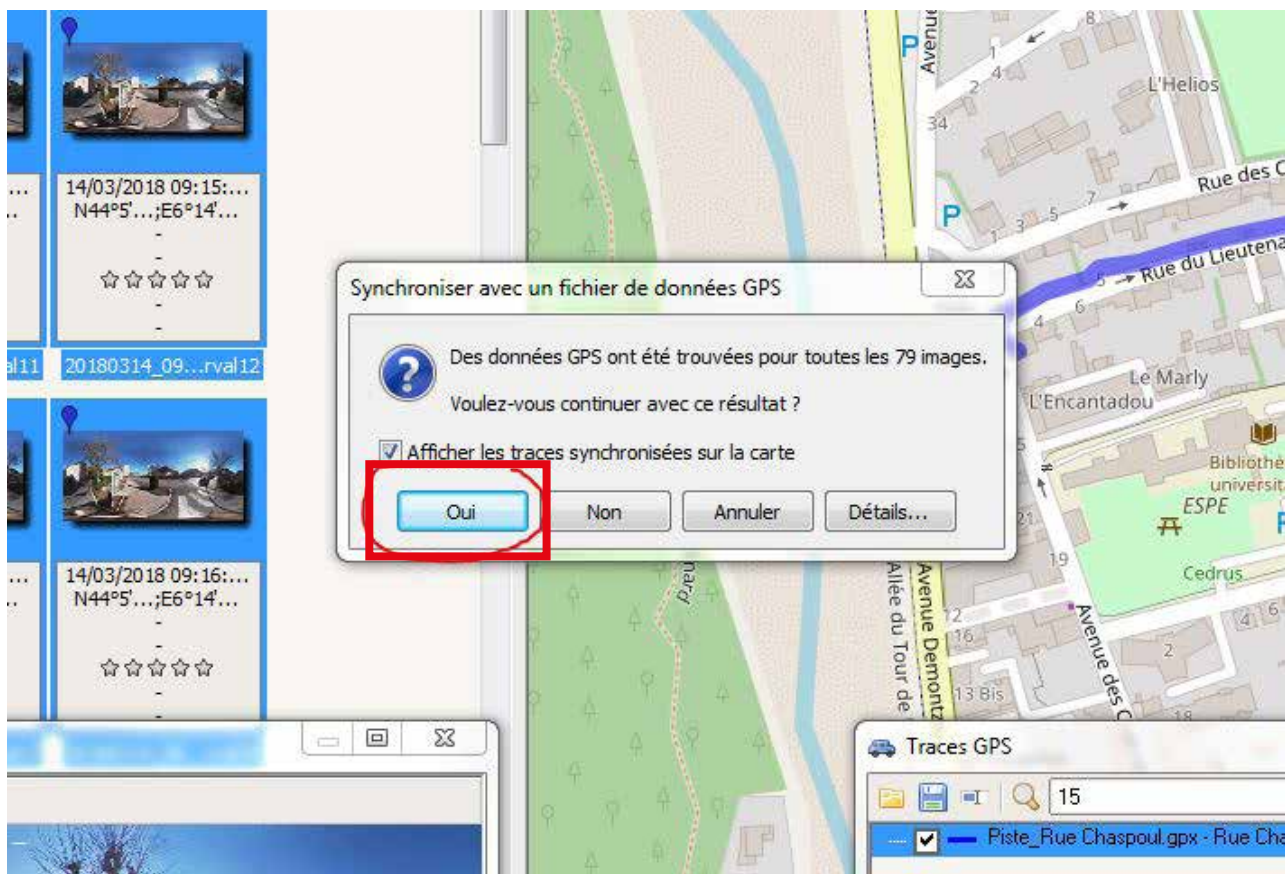 14/03/2018 09:15:...
N44°5'...;E6°14'...
-
-
-
-
20180314_09...rval12
14/03/2018 09:16:...
N44°5'...;E6°14'...
-
-
-
Synchroniser avec un fichier de données GPS
Des données GPS ont été trouvées pour toutes les 79 images.
Voulez-vous continuer avec ce résultat ?
Afficher les traces synchronisées sur la carte
Oui
Non
Annuler
Détails...
P
Avenue
8
1
2
4
34
L'Helios
Rue des C
P
1
3
5
7
5
Rue du Lieutena
4
6
Le Marly
L'Encantadou
5
Bibliothè
universit
ESPE
P
21
19
Cedrus
4
6
Allée du Tour de
Avenue Demontz
12
16
13 Bis
Avenue des C
2
18
Traces GPS
15
Piste_Rue Chaspoul.gpx - Rue Cha